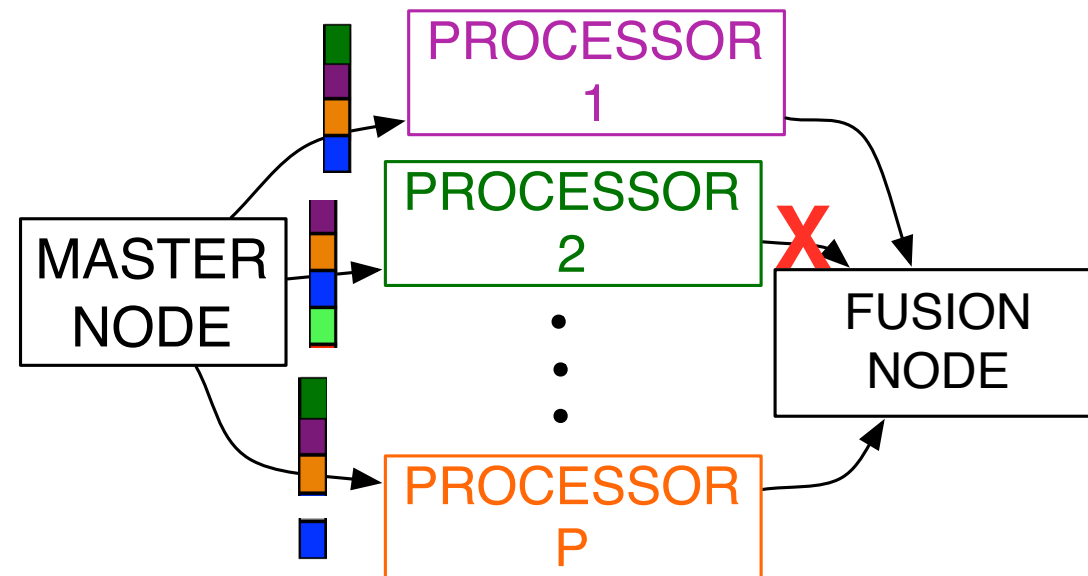 PROCESSOR
1
PROCESSOR
2
X
MASTER
NODE
FUSION
NODE
PROCESSOR
P